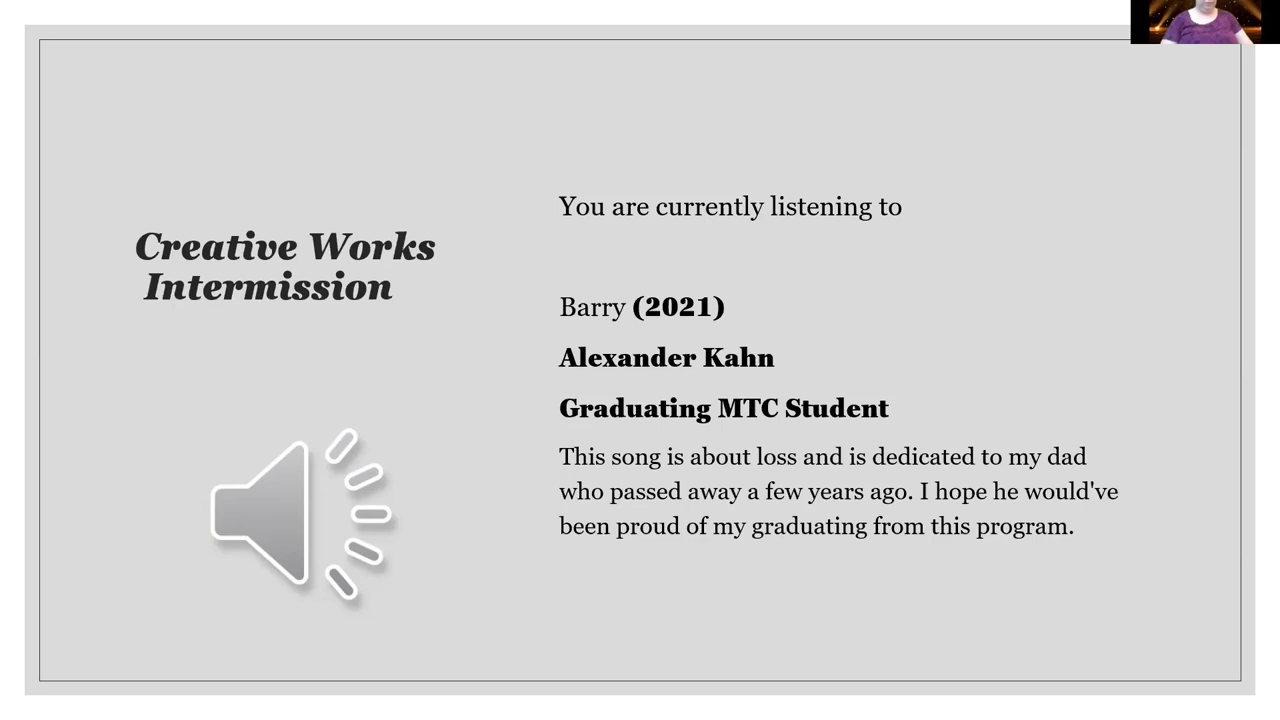 Creative Works
Intermission
You are currently listening to
Barry (2021)
Alexander Kahn
Graduating MTC Student
This song is about loss and is dedicated to my dad
who passed away a few years ago. I hope he would've
been proud of my graduating from this program.